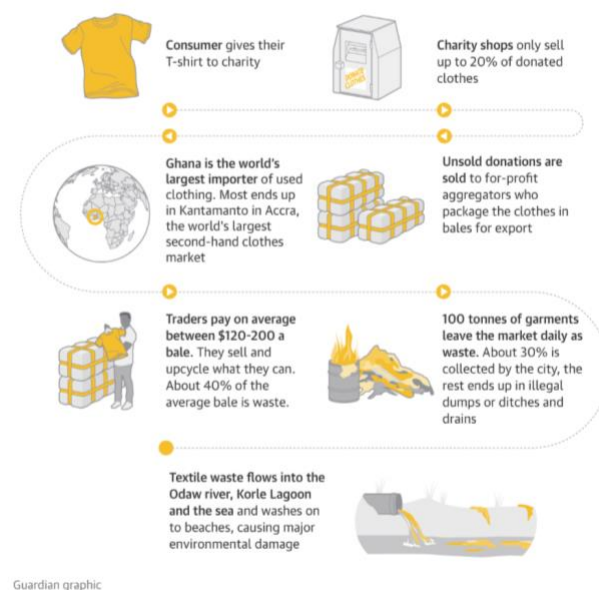 Consumer gives their
T-shirt to charity
DONATE
CLOTHES
Charity shops only sell
up to 20% of donated
clothes
Ghana is the world's
largest importer of used
clothing. Most ends up
in Kantamanto in Accra,
the world's largest
second-hand clothes
market
Unsold donations are
sold to for-profit
aggregators who
package the clothes in
bales for export
Traders pay on average
between $120-200 a
bale. They sell and
upcycle what they can.
About 40% of the
average bale is waste.
100 tonnes of garments
leave the market daily as
waste. About 30% is
collected by the city, the
rest ends up in illegal
dumps or ditches and
drains
Textile waste flows into the
Odaw river, Korle Lagoon
and the sea and washes on
to beaches, causing major
environmental damage
Guardian graphic